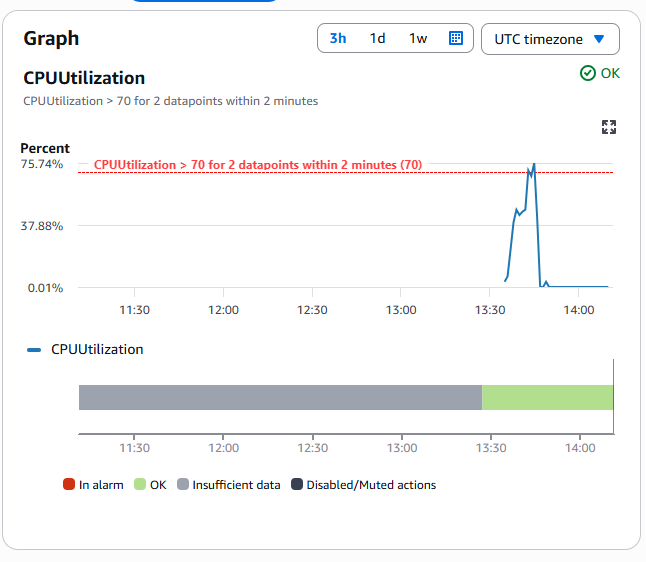 Graph
3h 1d 1w
UTC timezone
CPUUtilization
OK
CPUUtilization > 70 for 2 datapoints within 2 minutes
Percent
75.74%
CPUUtilization > 70 for 2 datapoints within 2 minutes (70)
37.88%
0.01%
11:30 12:00 12:30 13:00 13:30 14:00
CPUUtilization
11:30 12:00 12:30 13:00 13:30 14:00
In alarm OK Insufficient data Disabled/Muted actions